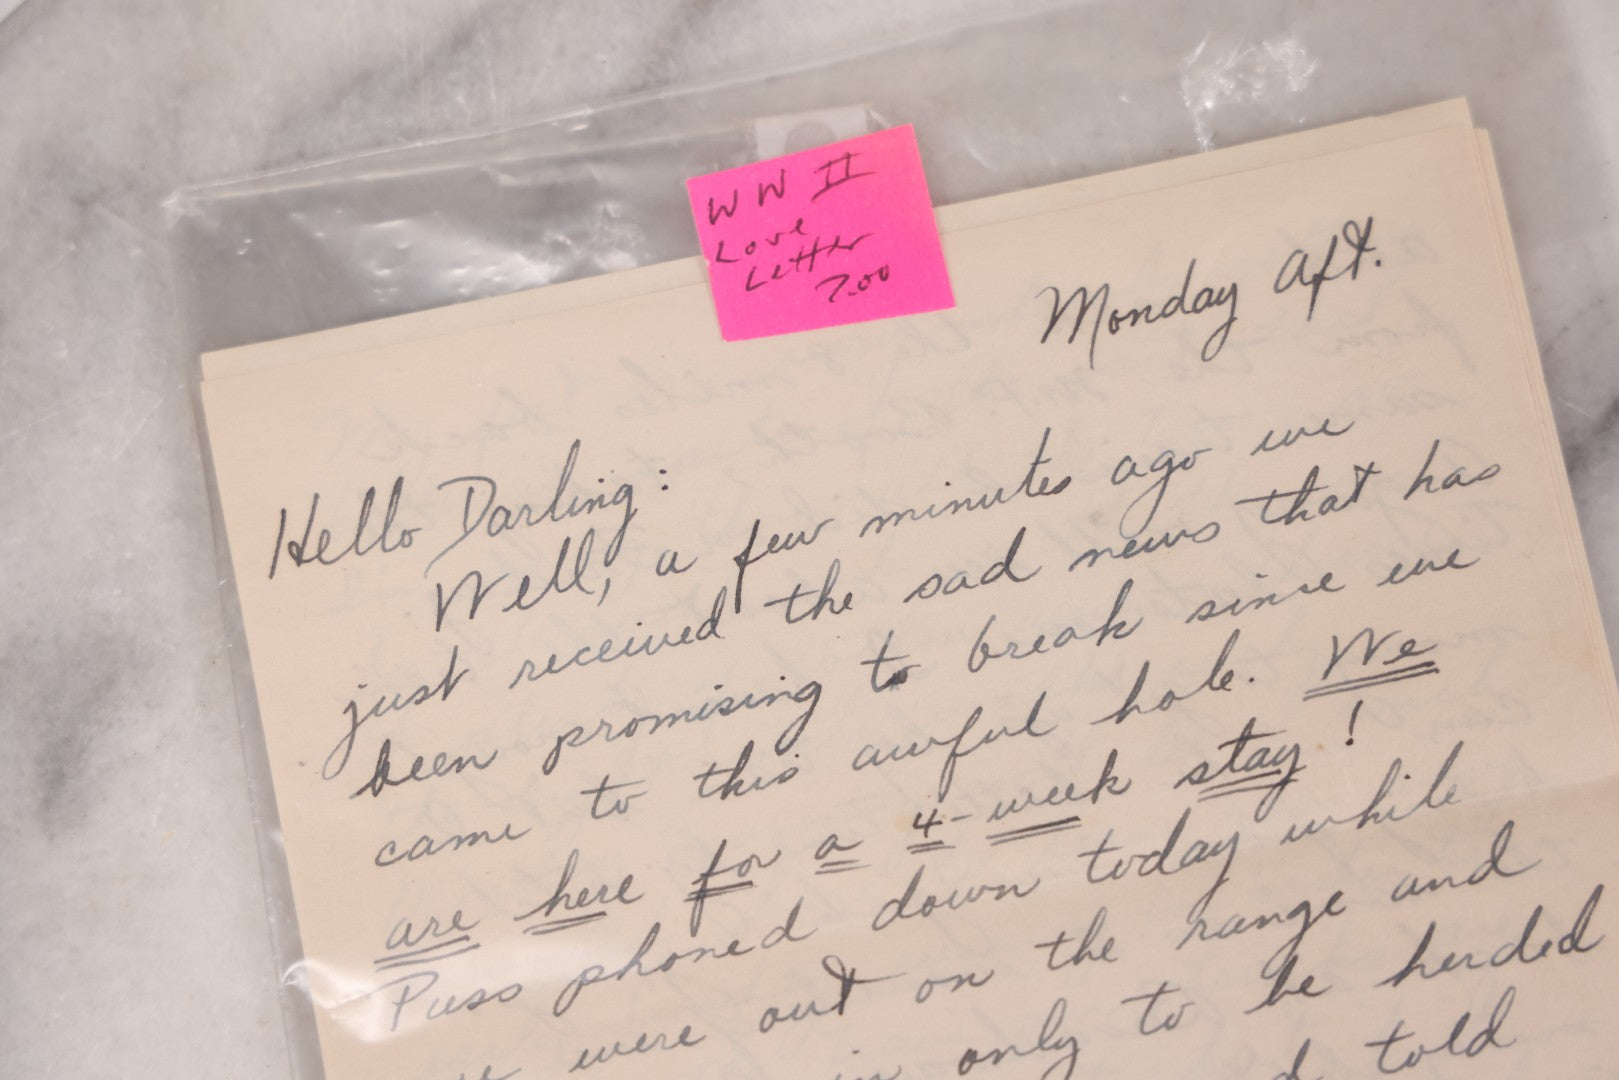 WW II
Love
Letter
7.00
Monday aft.
Hello Darling:
Well, a few minutes ago we
just received the sad news that has
been promising to break since we
came to this awful hole. We
are here for a 4-week stay!
Puss phoned down today while
were out on the range and
in only to be herded
told